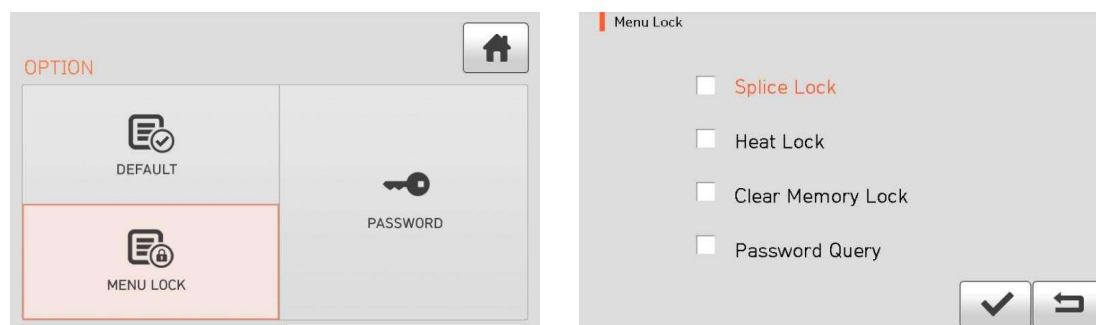 OPTION
DEFAULT
MENU LOCK
PASSWORD
Menu Lock
Splice Lock
Heat Lock
Clear Memory Lock
Password Query